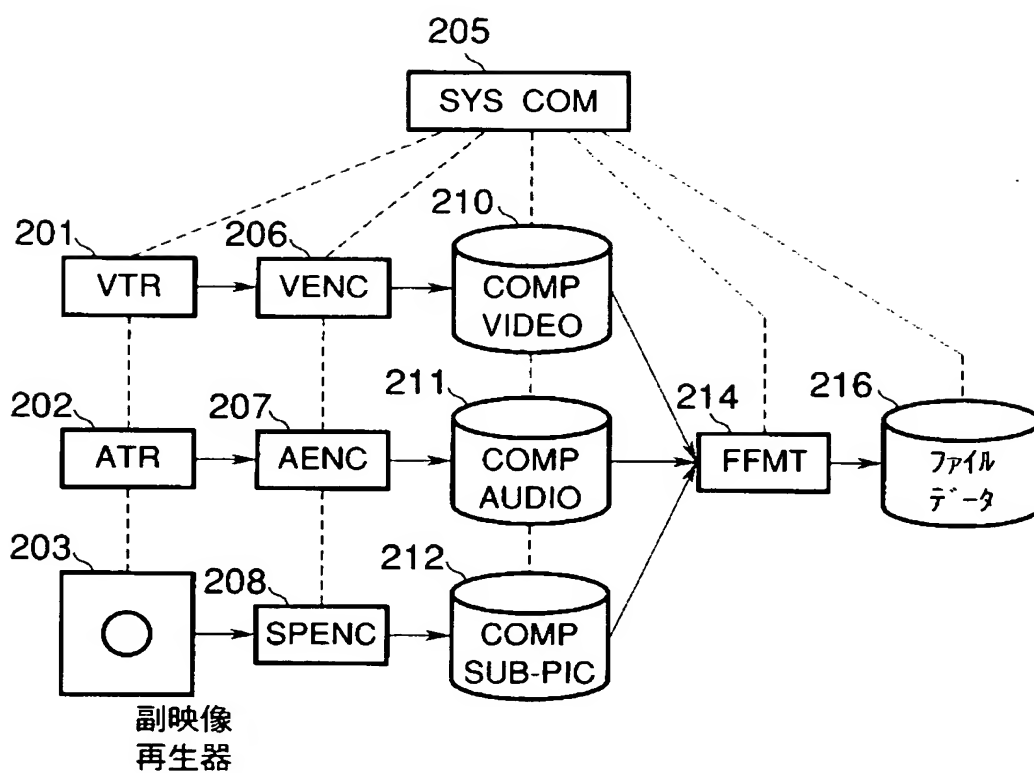 205
SYS COM
201
VTR
206
VENC
210
COMP
VIDEO
202
ATR
207
AENC
211
COMP
AUDIO
214
FFMT
216
ファイル
データ
203
208
SPENC
212
COMP
SUB-PIC
副映像
再生器